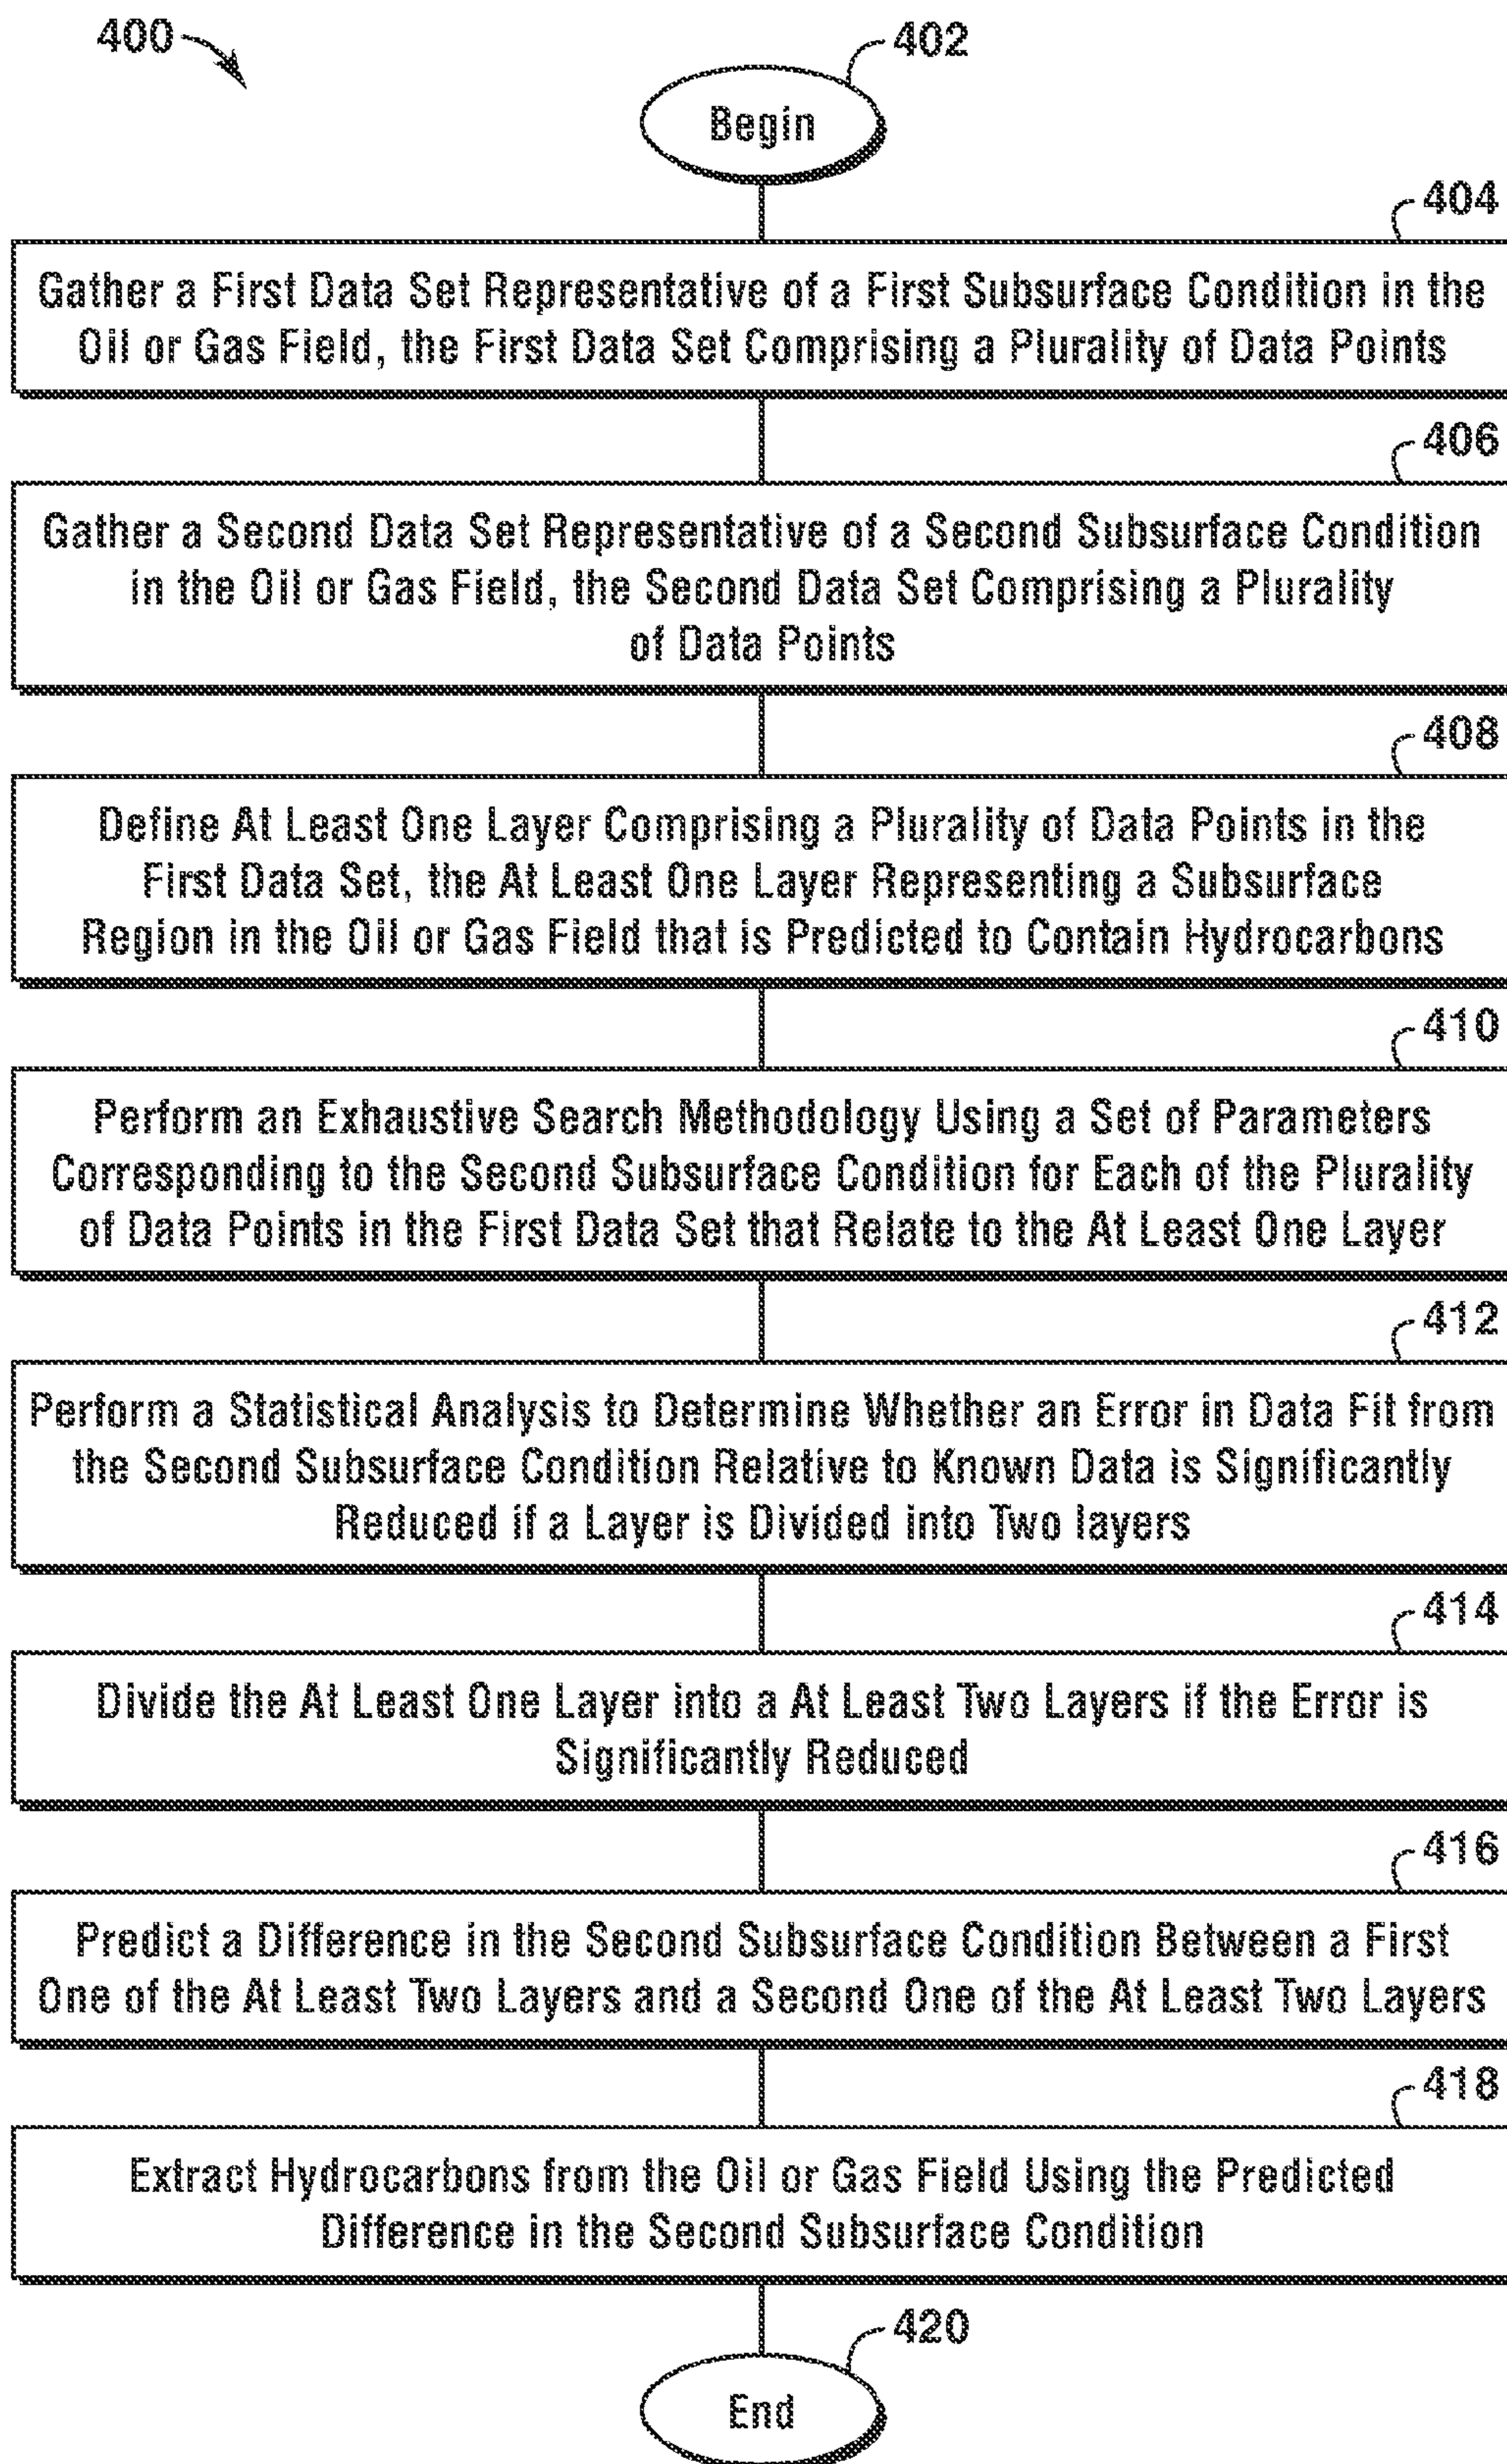 400
402
Begin
404
Gather a First Data Set Representative of a First Subsurface Condition in the
Oil or Gas Field, the First Data Set Comprising a Plurality of Data Points
406
Gather a Second Data Set Representative of a Second Subsurface Condition
in the Oil or Gas Field, the Second Data Set Comprising a Plurality
of Data Points
408
Define At Least One Layer Comprising a Plurality of Data Points in the
First Data Set, the At Least One Layer Representing a Subsurface
Region in the Oil or Gas Field that is Predicted to Contain Hydrocarbons
410
Perform an Exhaustive Search Methodology Using a Set of Parameters
Corresponding to the Second Subsurface Condition for Each of the Plurality
of Data Points in the First Data Set that Relate to the At Least One Layer
412
Perform a Statistical Analysis to Determine Whether an Error in Data Fit from
the Second Subsurface Condition Relative to Known Data is Significantly
Reduced if a Layer is Divided into Two layers
414
Divide the At Least One Layer into a At Least Two Layers if the Error is
Significantly Reduced
416
Predict a Difference in the Second Subsurface Condition Between a First
One of the At Least Two Layers and a Second One of the At Least Two Layers
418
Extract Hydrocarbons from the Oil or Gas Field Using the Predicted
Difference in the Second Subsurface Condition
420
End